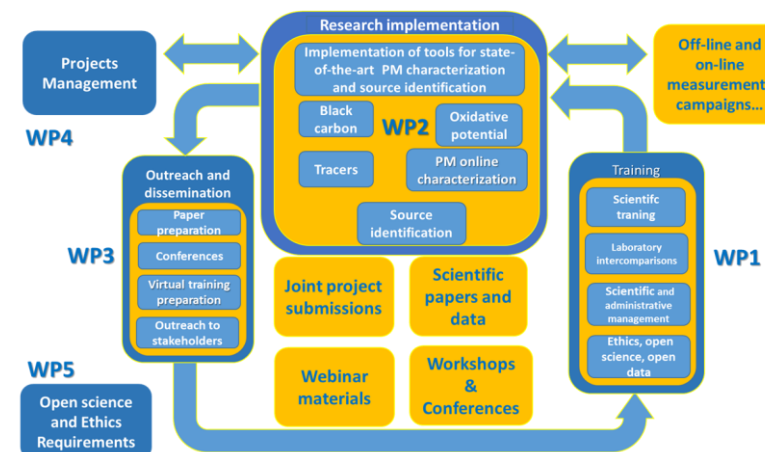 Research implementation
Implementation of tools for state-
of-the-art PM characterization
and source identification
Black
carbon
WP2
Oxidative
potential
Tracers
PM online
characterization
Source
identification
Projects
Management
WP4
Off-line and
on-line
measurement
campaigns...
Outreach and
dissemination
Paper
preparation
Conferences
Virtual training
preparation
Outreach to
stakeholders
WP3
Training
Scientifc
traning
Laboratory
intercomparisons
Scientific and
administrative
management
Ethics, open
science, open
data
WP1
Joint project
submissions
Scientific
papers and
data
Webinar
materials
Workshops
&
Conferences
WP5
Open science
and Ethics
Requirements